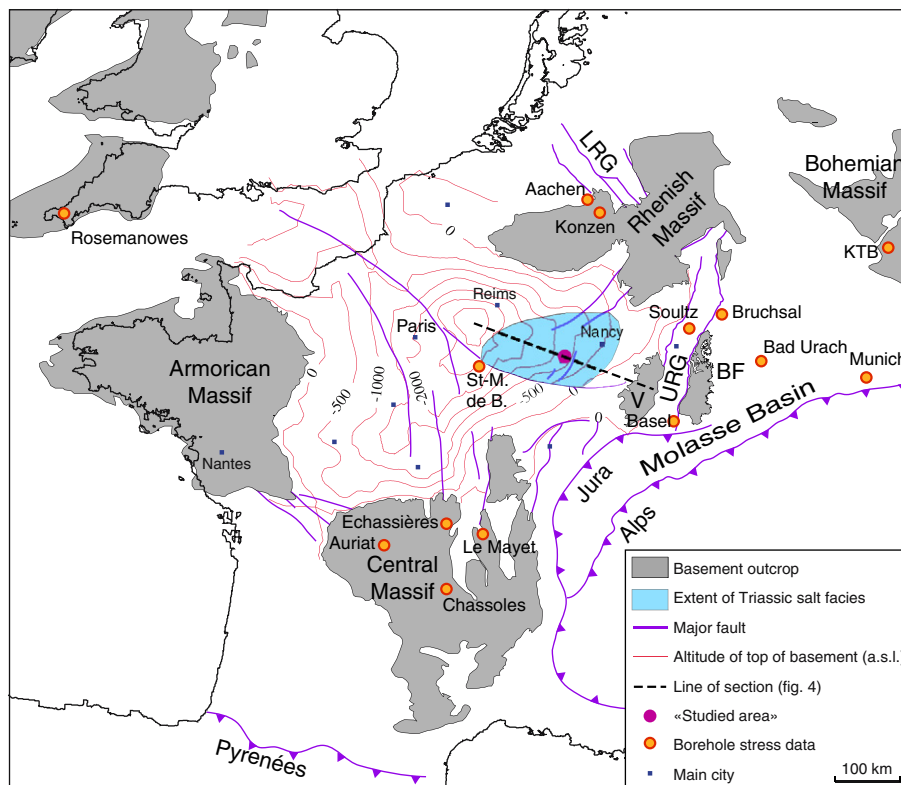 LRG
Aachen
Konzen
Rhenish
Massif
Bohemian
Massif
KTB
Rosemanowes
0
Reims
Paris
Nancy
Soultz
Bruchsal
Bad Urach
Munich
Armorican
Massif
0
-500
-1000
-2000
St-M.
de B.
-500
0
0
V
URG
BF
Basel
Molasse Basin
Jura
Alps
Nantes
Echassières
Auriat
Le Mayet
Central
Massif
Chassoles
Pyrenées
Basement outcrop
Extent of Triassic salt facies
Major fault
Altitude of top of basement (a.s.l.)
Line of section (fig. 4)
«Studied area»
Borehole stress data
Main city
100 km